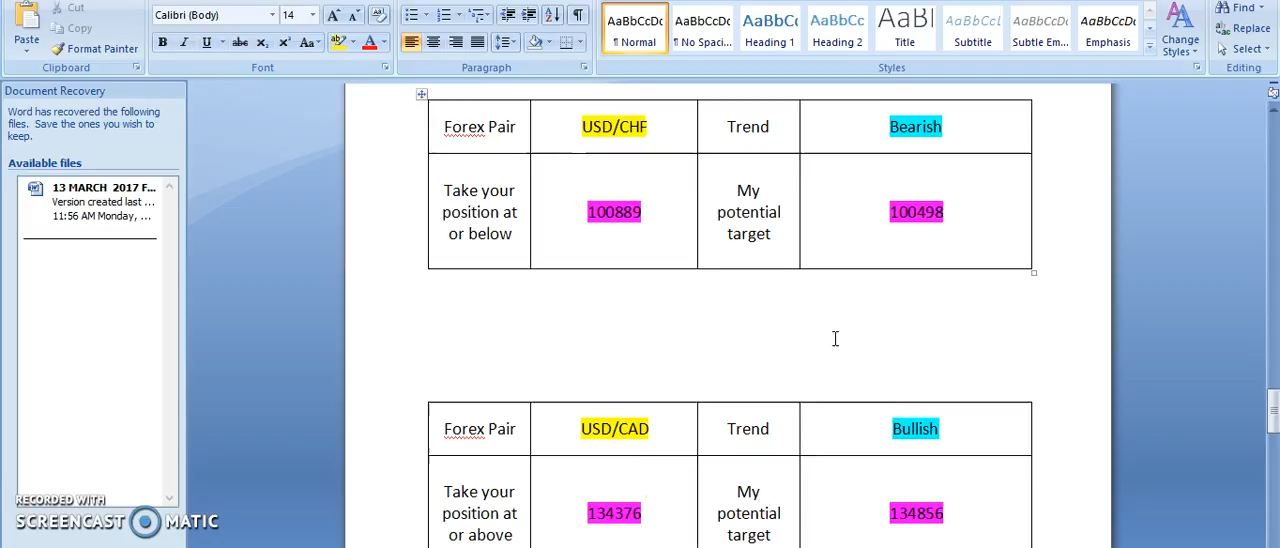 Paste
Cut
Copy
Format Painter
Clipboard
Calibri (Body) 14
B I U abc x₂ x² Aa
Font
Paragraph
AaBbCcDc AaBbCcDc AaBbCc AaBbCc AaBl AaBbCcL AaBbCcDc AaBbCcDc
¶ Normal ¶ No Spaci... Heading 1 Heading 2 Title Subtitle Subtle Em... Emphasis
Styles
Change
Styles
Find
Replace
Select
Editing
Document Recovery
Word has recovered the following
files. Save the ones you wish to
keep.
Available files
13 MARCH 2017 F...
Version created last ...
11:56 AM Monday, ...
RECORDED WITH
SCREENCAST MATIC
Forex Pair USD/CHF Trend Bearish
Take your
position at
or below
100889
My
potential
target
100498
Forex Pair USD/CAD Trend Bullish
Take your
position at
or above
134376
My
potential
target
134856